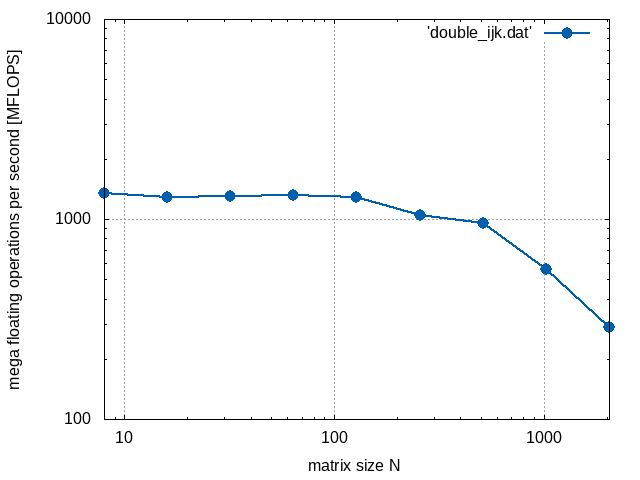 10000
'double_ijk.dat'
1000
100
10 100 1000
matrix size N
mega floating operations per second [MFLOPS]